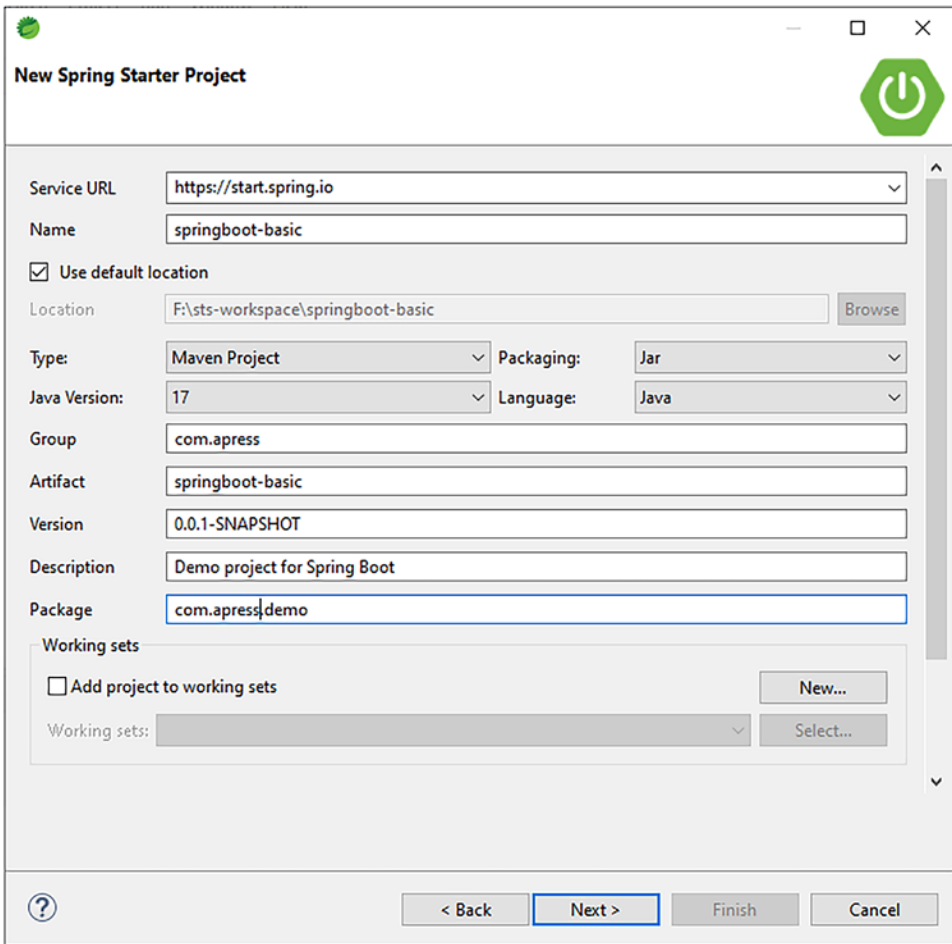 New Spring Starter Project
Service URL https://start.spring.io
Name springboot-basic
Use default location
Location F:\sts-workspace\springboot-basic Browse
Type: Maven Project Packaging: Jar
Java Version: 17 Language: Java
Group com.apress
Artifact springboot-basic
Version 0.0.1-SNAPSHOT
Description Demo project for Spring Boot
Package com.apress.demo
Working sets
Add project to working sets New...
Working sets: Select...
? < Back Next > Finish Cancel